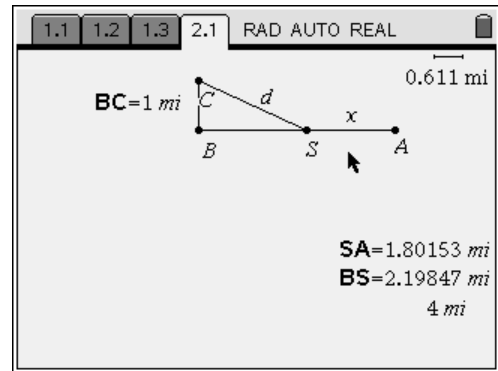 1.1 1.2 1.3 2.1 RAD AUTO REAL
0.611 mi
BC=1 mi C d
x
B S A
SA=1.80153 mi
BS=2.19847 mi
4 mi